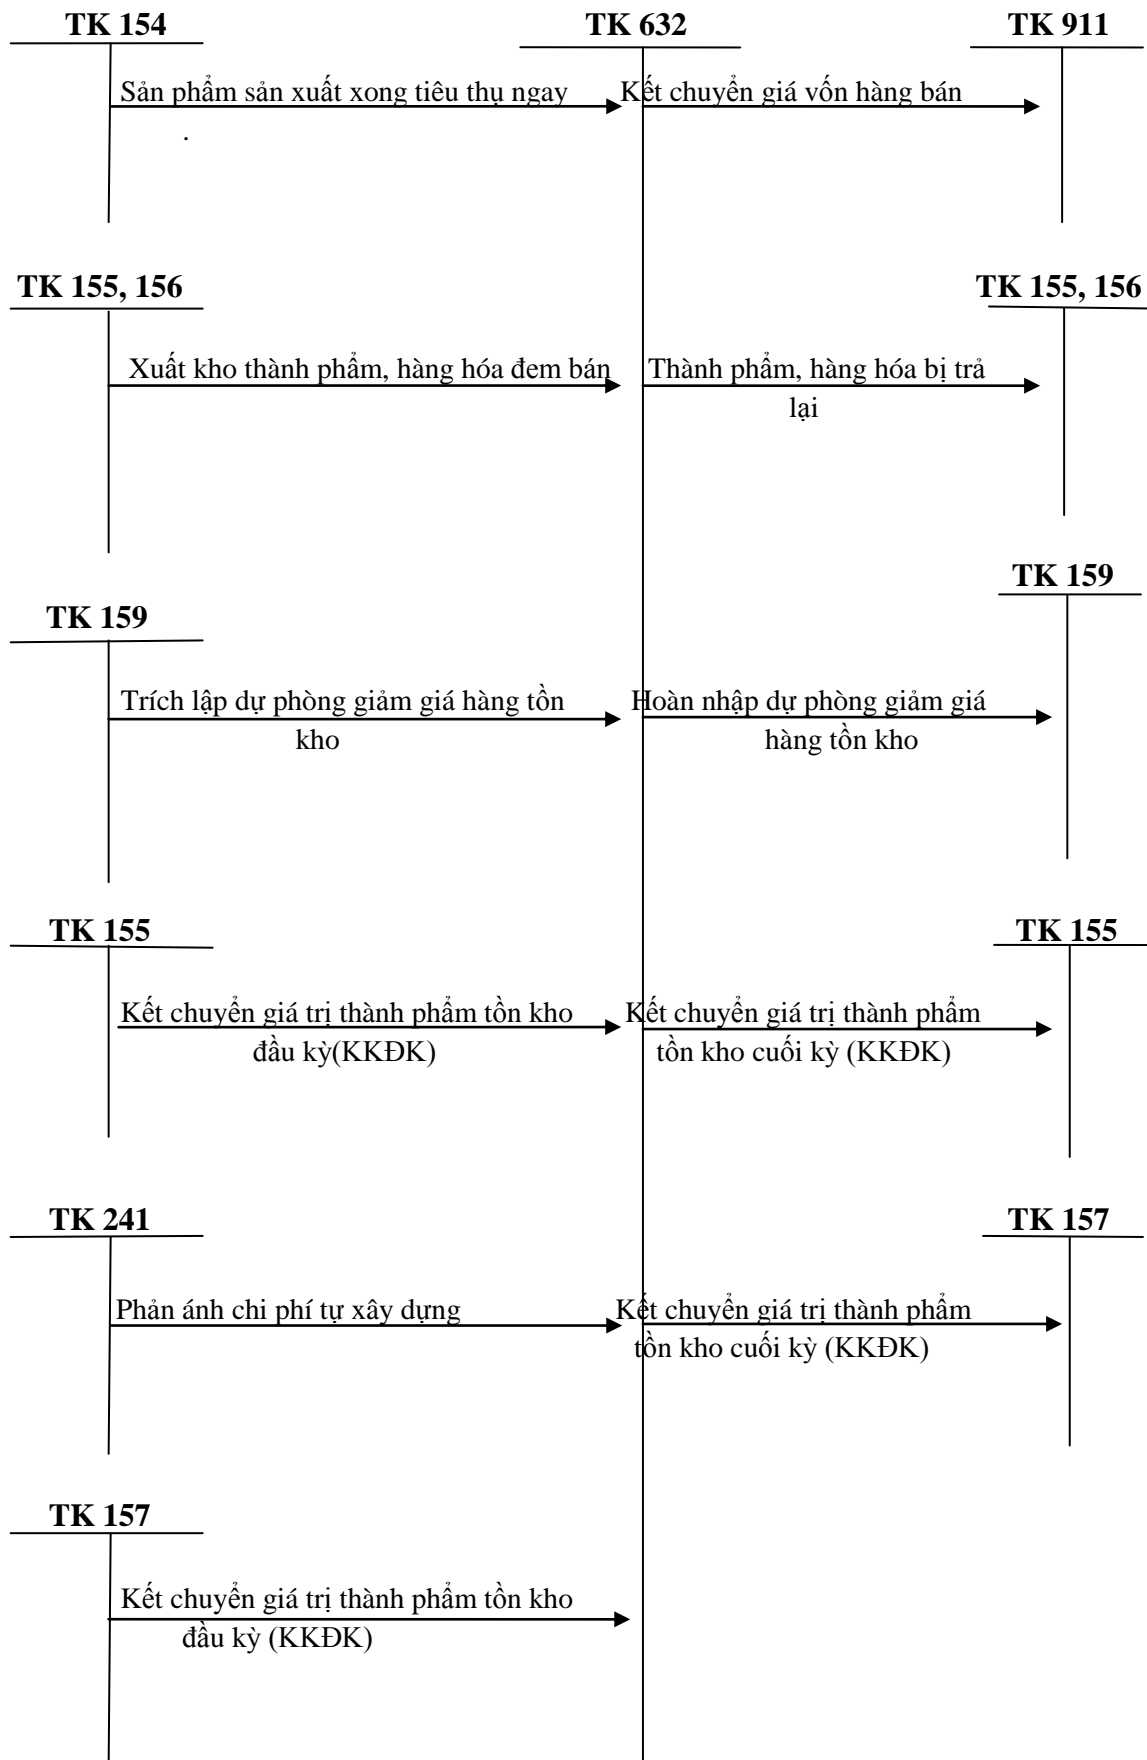 TK 154 TK 632 TK 911
Sản phẩm sản xuất xong tiêu thụ ngay Kết chuyển giá vốn hàng bán
.
TK 155, 156 TK 155, 156
Xuất kho thành phẩm, hàng hóa đem bán Thành phẩm, hàng hóa bị trả
lại
TK 159
TK 159
Trích lập dự phòng giảm giá hàng tồn Hoàn nhập dự phòng giảm giá
kho hàng tồn kho
TK 155 TK 155
Kết chuyển giá trị thành phẩm tồn kho Kết chuyển giá trị thành phẩm
đầu kỳ(KKĐK) tồn kho cuối kỳ (KKĐK)
TK 241 TK 157
Phản ánh chi phí tự xây dựng Kết chuyển giá trị thành phẩm
tồn kho cuối kỳ (KKĐK)
TK 157
Kết chuyển giá trị thành phẩm tồn kho
đầu kỳ (KKĐK)